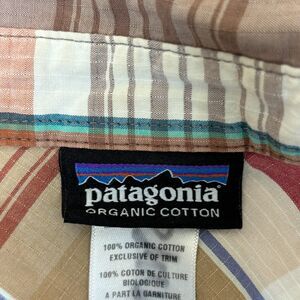 patagonia
ORGANIC COTTON
100% ORGANIC COTTON
EXCLUSIVE OF TRIM
100% COTON DE CULTURE
BIOLOGIQUE
A PART LA GARNITURE